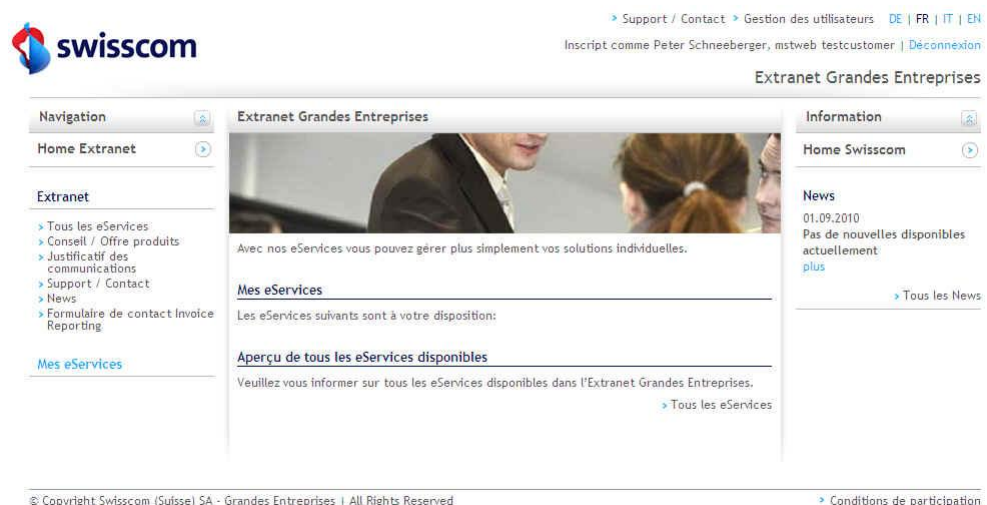 Support / Contact Gestion des utilisateurs DE | FR | IT | EN
swisscom
Inscript comme Peter Schneeberger, mstweb testcustomer | Déconnexion
Extranet Grandes Entreprises
Navigation
Home Extranet
Extranet
Tous les eServices
Conseil / Offre produits
Justificatif des
communications
Support / Contact
News
Formulaire de contact Invoice
Reporting
Mes eServices
Extranet Grandes Entreprises
Avec nos eServices vous pouvez gérer plus simplement vos solutions individuelles.
Mes eServices
Les eServices suivants sont à votre disposition:
Aperçu de tous les eServices disponibles
Veuillez vous informer sur tous les eServices disponibles dans l'Extranet Grandes Entreprises.
Tous les eServices
Information
Home Swisscom
News
01.09.2010
Pas de nouvelles disponibles
actuellement
plus
Tous les News
© Copyright Swisscom (Suisse) SA - Grandes Entreprises | All Rights Reserved
Conditions de participation